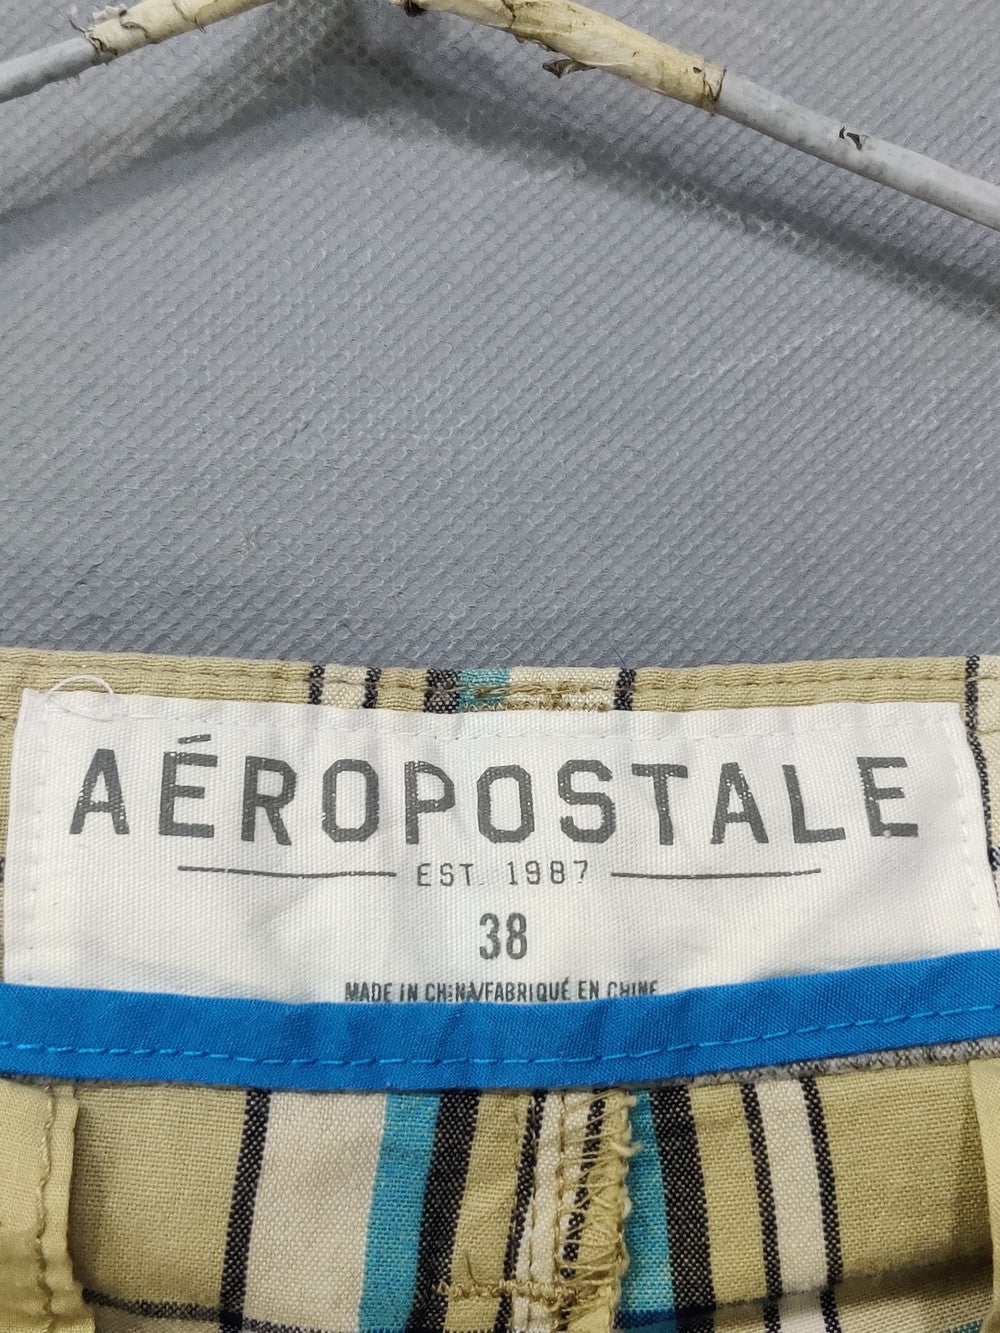 AÉROPOSTALE
EST. 1987
38
MADE IN CHINA/FABRIQUÉ EN CHINE